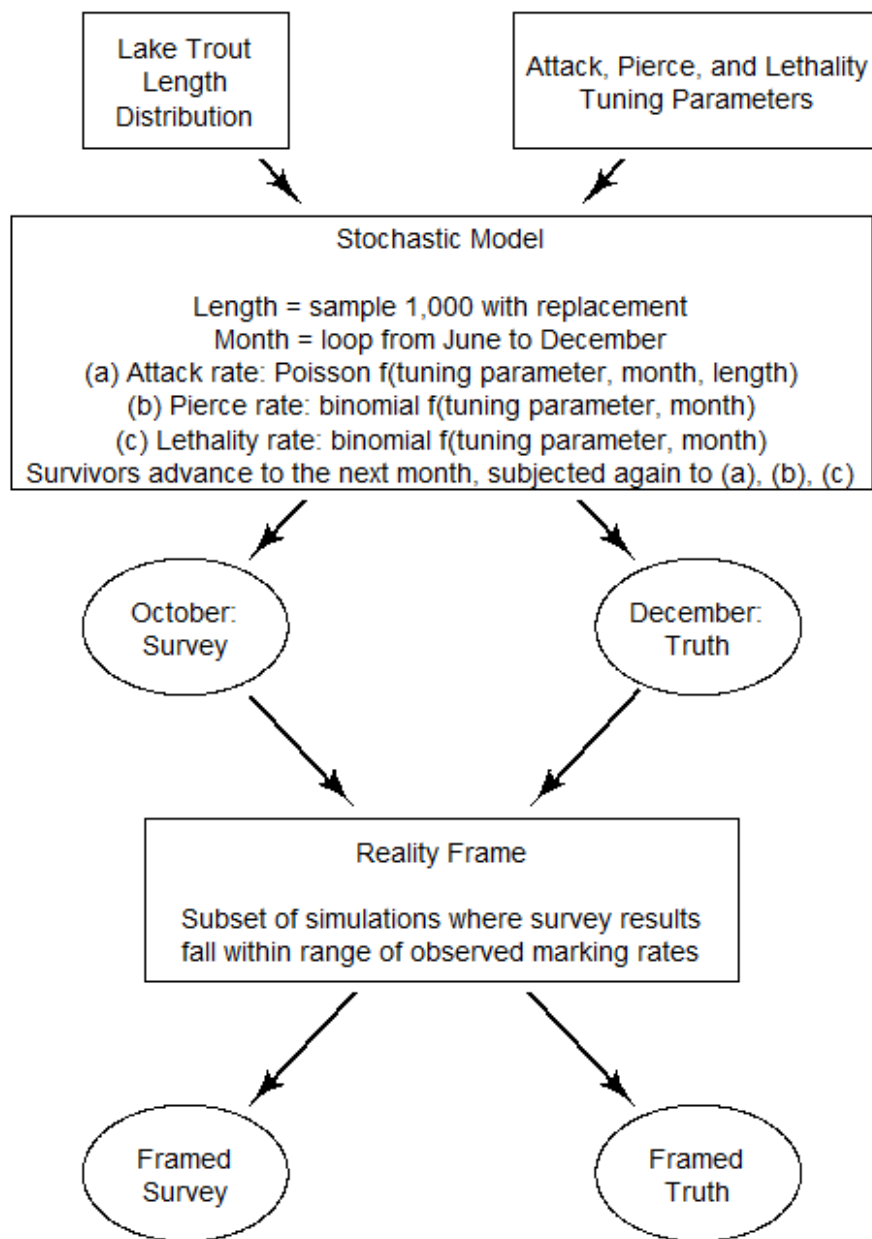 Lake Trout
Length
Distribution
Attack, Pierce, and Lethality
Tuning Parameters
Stochastic Model
Length = sample 1,000 with replacement
Month = loop from June to December
(a) Attack rate: Poisson f(tuning parameter, month, length)
(b) Pierce rate: binomial f(tuning parameter, month)
(c) Lethality rate: binomial f(tuning parameter, month)
Survivors advance to the next month, subjected again to (a), (b), (c)
October:
Survey
December:
Truth
Reality Frame
Subset of simulations where survey results
fall within range of observed marking rates
Framed
Survey
Framed
Truth